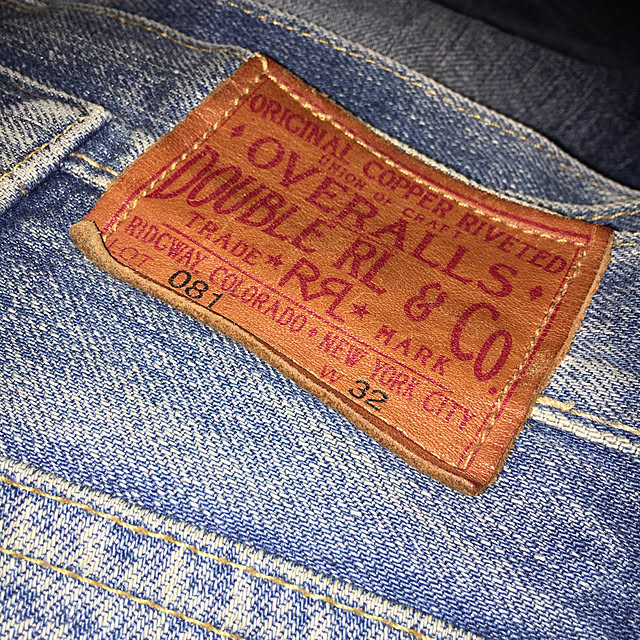 ORIGINAL COPPER RIVETED
OVERALLS
UNION OF CRAFT
DOUBLE RL & CO.
TRADE ★ RRL ★ MARK
RIDGWAY, COLORADO ♦ NEW YORK CITY
LOT 081 W 32